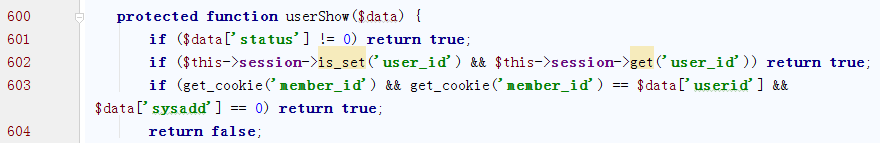 600 protected function userShow($data) {
601 if ($data['status'] != 0) return true;
602 if ($this->session->is_set('user_id') && $this->session->get('user_id')) return true;
603 if (get_cookie('member_id') && get_cookie('member_id') == $data['userid'] &&
$data['sysadd'] == 0) return true;
604 return false;